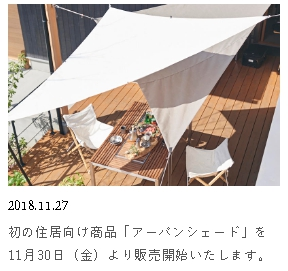 2018.11.27
初の住居向け商品「アーバンシェード」を
11月30日（金）より販売開始いたします。